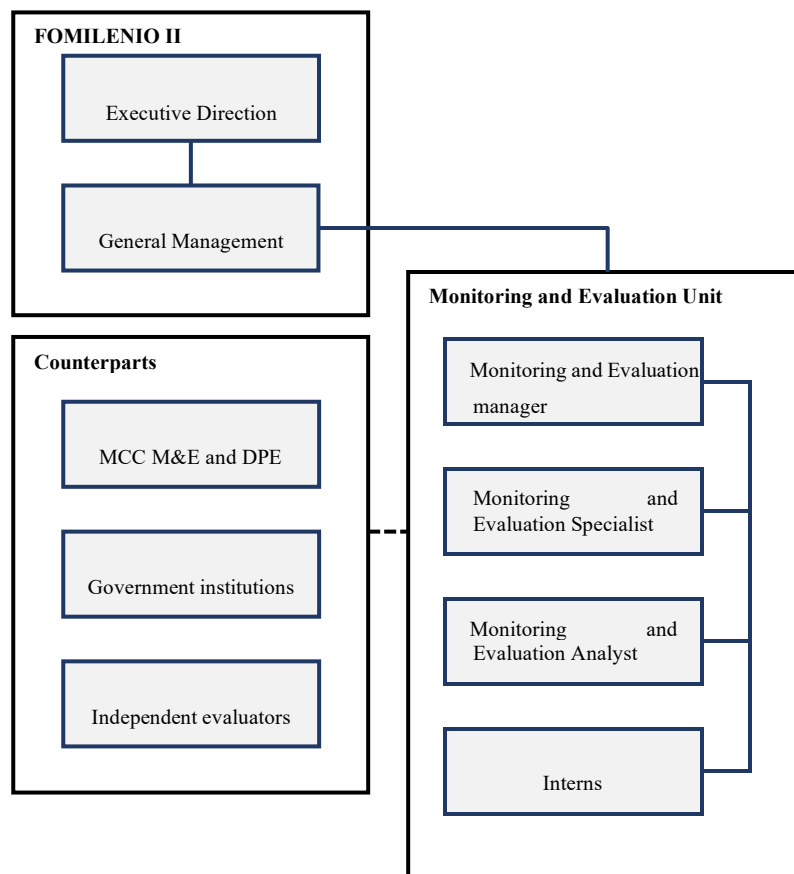 FOMILENIO II
Executive Direction
General Management
Counterparts
MCC M&E and DPE
Government institutions
Independent evaluators
Monitoring and Evaluation Unit
Monitoring and Evaluation
manager
Monitoring and
Evaluation Specialist
Monitoring and
Evaluation Analyst
Interns